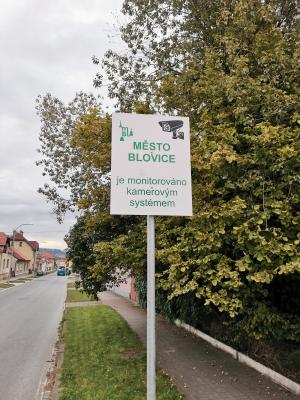 MĚSTO
BLOVICE
je monitorováno
kamerovým
systémem